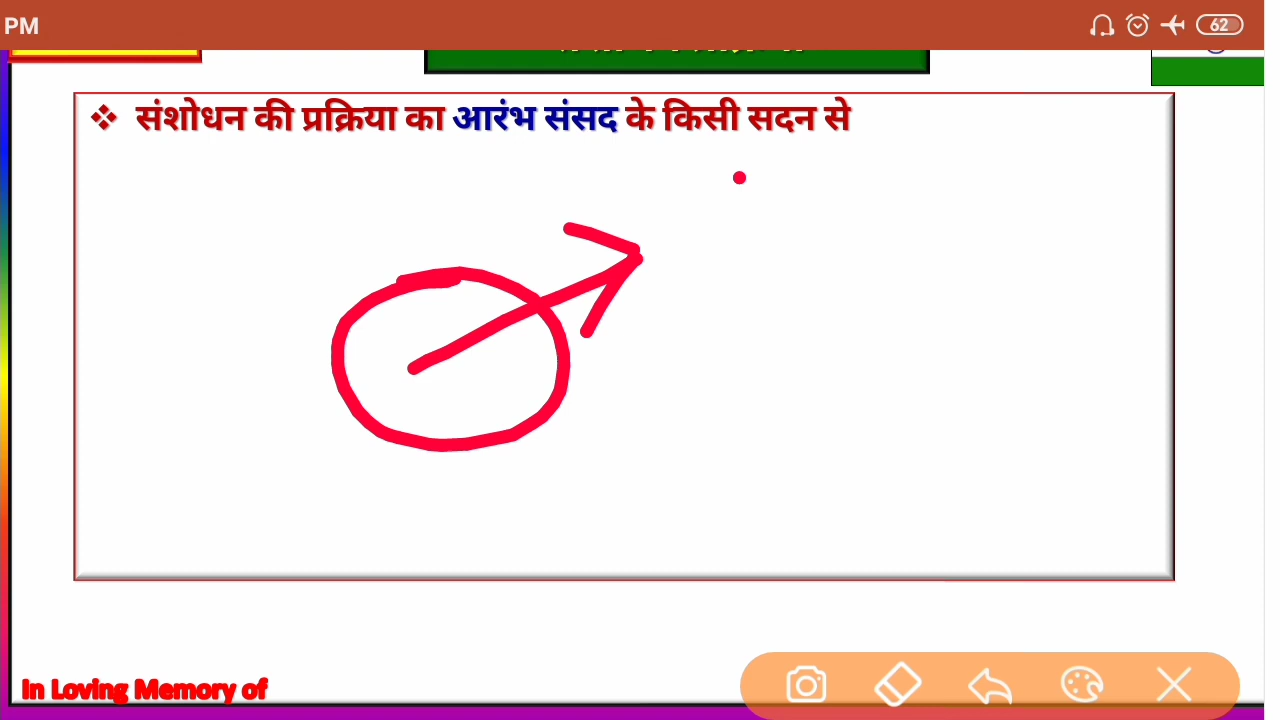 PM
62
❖ संशोधन की प्रक्रिया का आरंभ संसद के किसी सदन से
In Loving Memory of